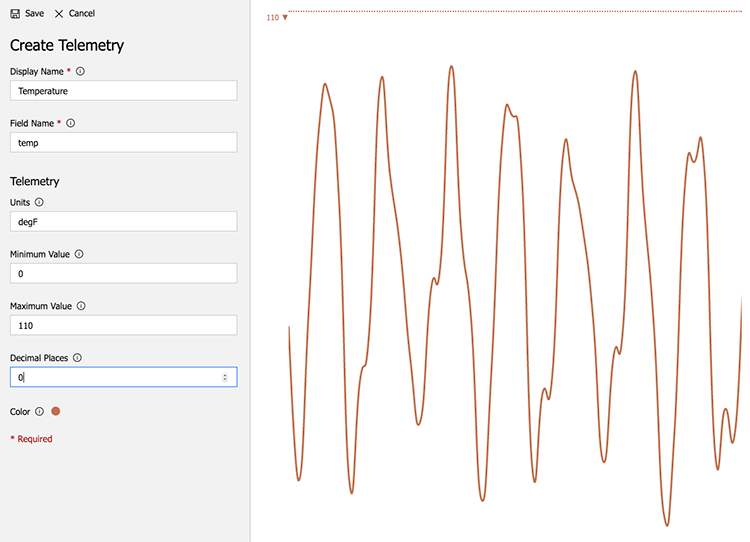 Save Cancel
Create Telemetry
Display Name *
Temperature
Field Name *
temp
Telemetry
Units
degF
Minimum Value
0
Maximum Value
110
Decimal Places
0
Color
* Required
110